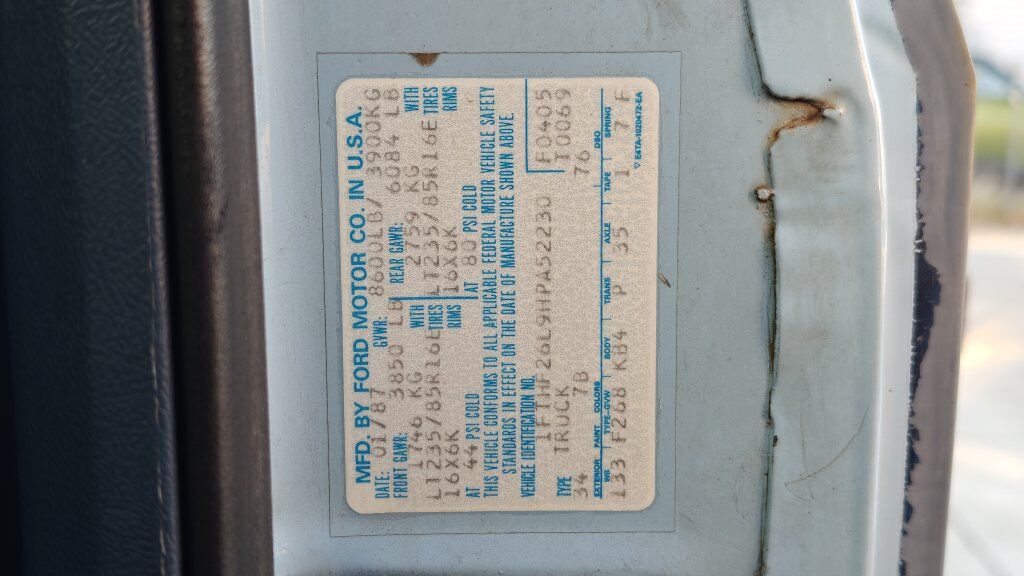 MFD. BY FORD MOTOR CO. IN U.S.A.
DATE: 01/87 GVWR: 8600LB/ 3900KG
FRONT GAWR: 3850 LB REAR GAWR: 6084 LB
1746 KG WITH 2759 KG WITH
LT235/85R16E TIRES LT235/85R16E TIRES
16X6K RIMS 16X6K RIMS
AT 44 PSI COLD AT 80 PSI COLD
THIS VEHICLE CONFORMS TO ALL APPLICABLE FEDERAL MOTOR VEHICLE SAFETY
STANDARDS IN EFFECT ON THE DATE OF MANUFACTURE SHOWN ABOVE.
VEHICLE IDENTIFICATION NO.
1FTHF26L9HPA52230 F0405
TYPE TRUCK T0069
34 7B 76
EXTERIOR PAINT COLORS DSO
WB TYPE-GVW BODY TRANS AXLE TAPE SPRING
133 F268 KB4 P 35 1 7 F
▽ E4TA-1020472-EA